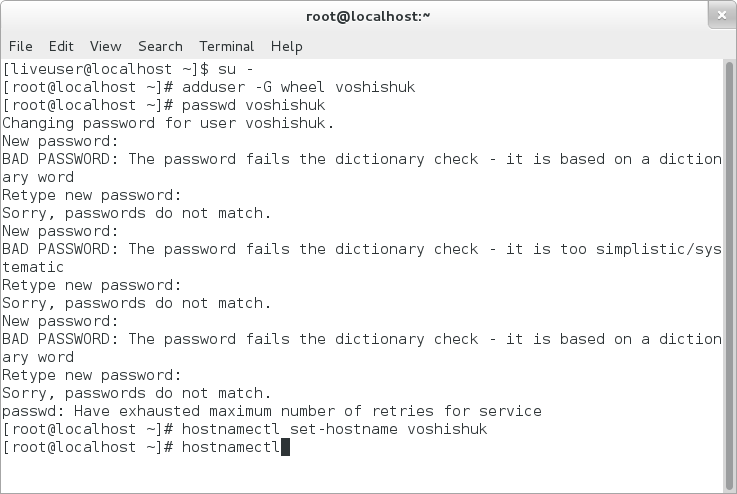 root@localhost:~
File Edit View Search Terminal Help
[liveuser@localhost ~]$ su -
[root@localhost ~]# adduser -G wheel voshishuk
[root@localhost ~]# passwd voshishuk
Changing password for user voshishuk.
New password:
BAD PASSWORD: The password fails the dictionary check - it is based on a diction
ary word
Retype new password:
Sorry, passwords do not match.
New password:
BAD PASSWORD: The password fails the dictionary check - it is too simplistic/sys
tematic
Retype new password:
Sorry, passwords do not match.
New password:
BAD PASSWORD: The password fails the dictionary check - it is based on a diction
ary word
Retype new password:
Sorry, passwords do not match.
passwd: Have exhausted maximum number of retries for service
[root@localhost ~]# hostnamectl set-hostname voshishuk
[root@localhost ~]# hostnamectl